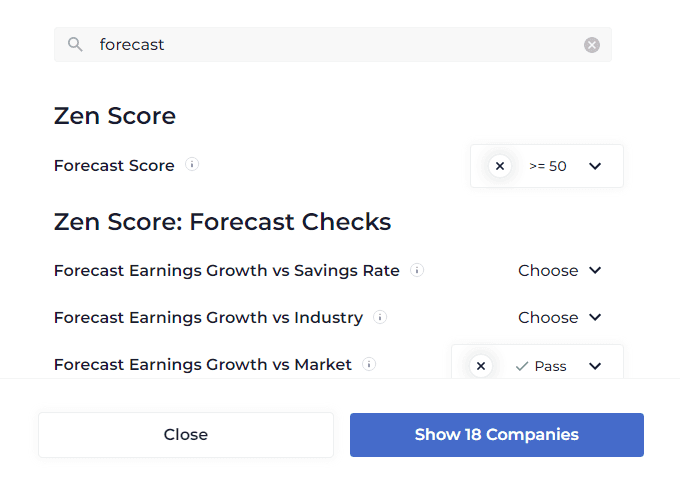 forecast
Zen Score
Forecast Score
>= 50
Zen Score: Forecast Checks
Forecast Earnings Growth vs Savings Rate
Choose
Forecast Earnings Growth vs Industry
Choose
Forecast Earnings Growth vs Market
Pass
Close
Show 18 Companies